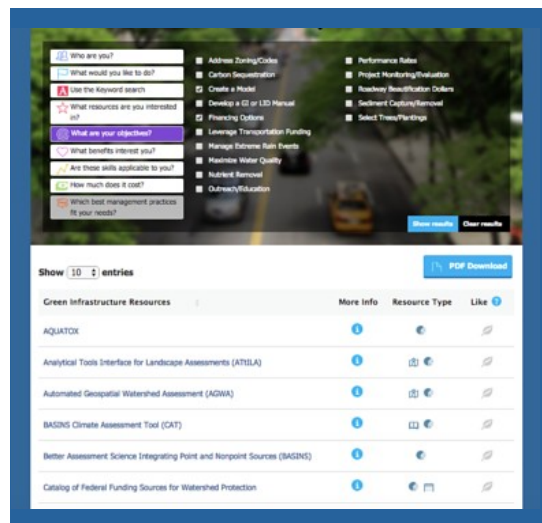 Who are you?
What would you like to do?
Use the Keyword search
What resources are you interested
in?
What are your objectives?
What benefits interest you?
Are these skills applicable to you?
How much does it cost?
Which best management practices
fit your needs?
Address Zoning/Codes
Carbon Sequestration
Create a Model
Develop a GI or LID Manual
Financing Options
Leverage Transportation Funding
Manage Extreme Rain Events
Maximize Water Quality
Nutrient Removal
Outreach/Education
Performance Rates
Project Monitoring/Evaluation
Roadway Beautification Dollars
Sediment Capture/Removal
Select Trees/Plantings
Show results Clear results
Show 10 entries
PDF Download
Green Infrastructure Resources More Info Resource Type Like ?
AQUATOX
Analytical Tools Interface for Landscape Assessments (ATtILA)
Automated Geospatial Watershed Assessment (AGWA)
BASINS Climate Assessment Tool (CAT)
Better Assessment Science Integrating Point and Nonpoint Sources (BASINS)
Catalog of Federal Funding Sources for Watershed Protection